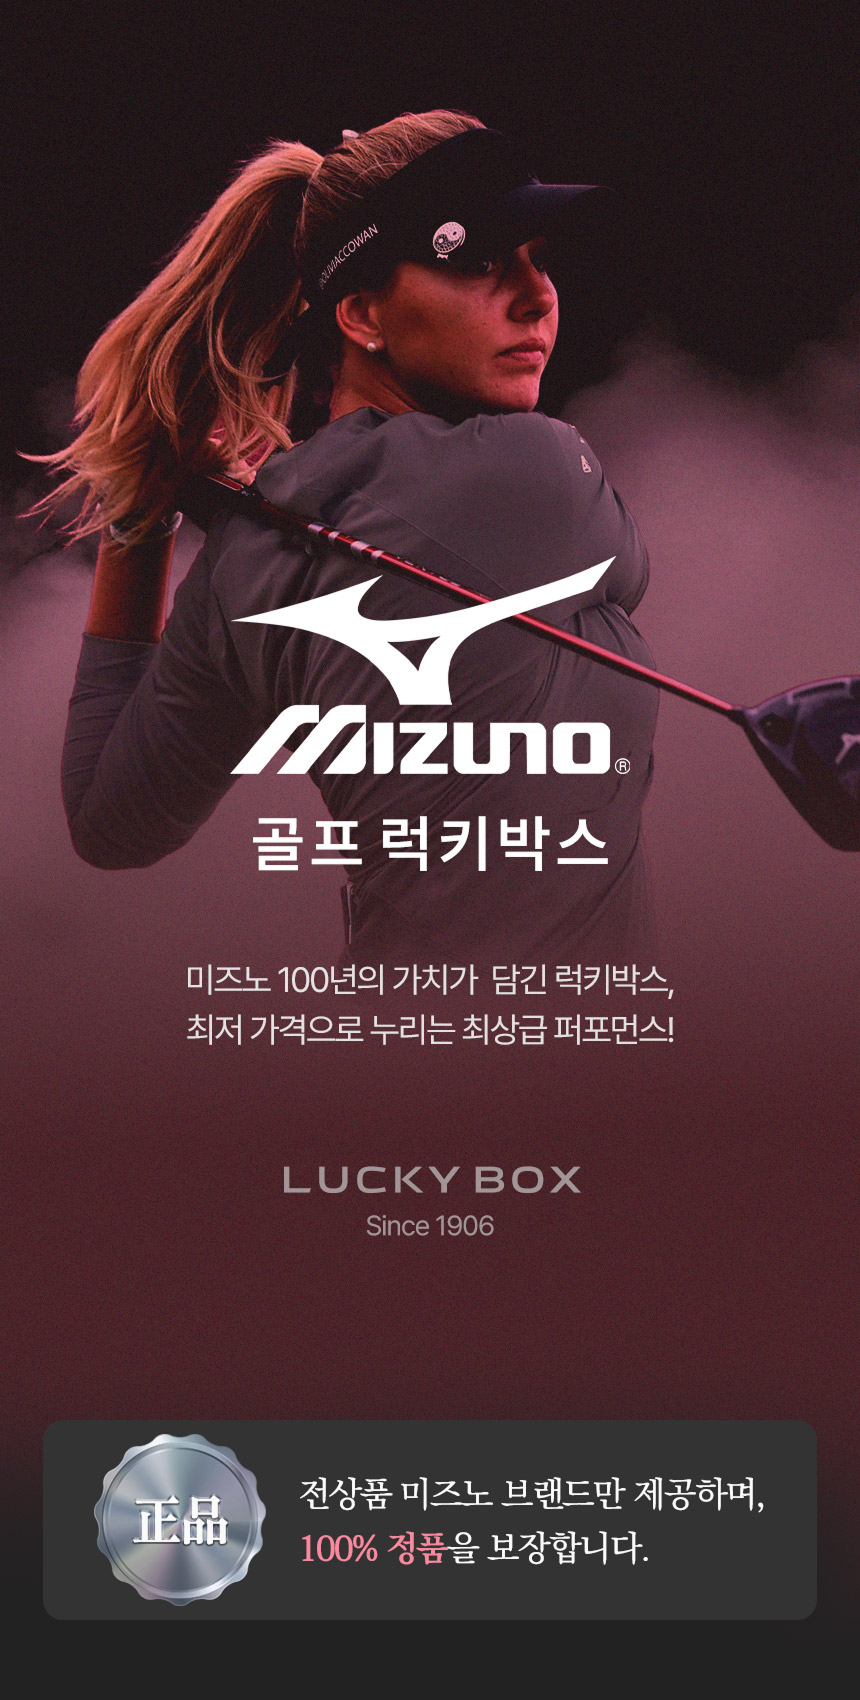 @OLIVIACCOWAN
MIZUNO®
골프 럭키박스
미즈노 100년의 가치가 담긴 럭키박스,
최저 가격으로 누리는 최상급 퍼포먼스!
LUCKY BOX
Since 1906
正品
전상품 미즈노 브랜드만 제공하며,
100% 정품을 보장합니다.